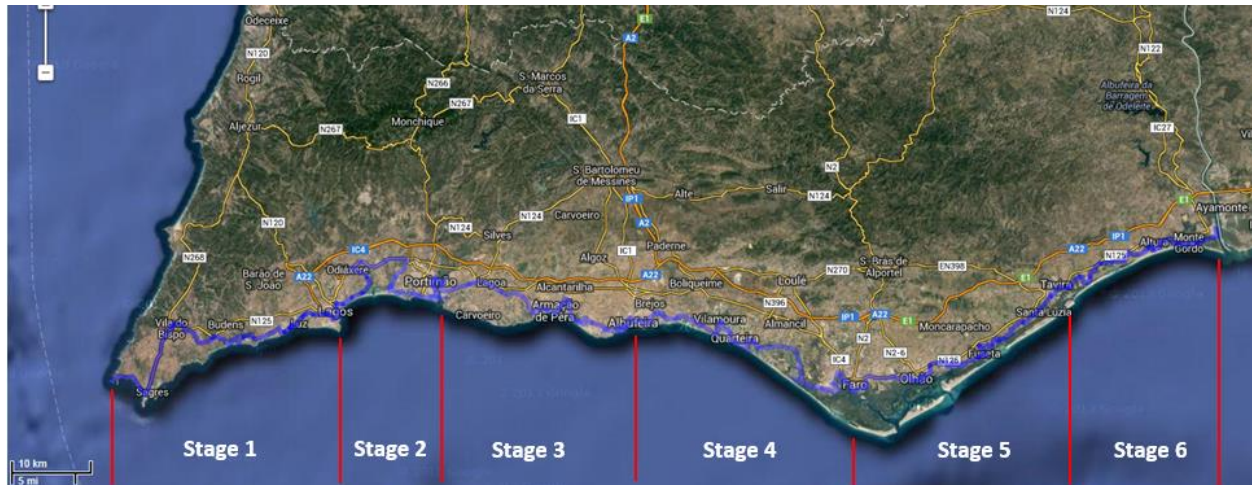 Odeceixe
N120
Rogil
Aljezur
N267
N266
N267
Monchique
S. Marcos
da Serra
IC1
E1
A2
N124
N122
Albufeira da
Barragem
de Odeleite
IC27
N2
S. Bartolomeu
de Messines
Alte
Salir
N124
IP1
A2
E1
Ayamonte
N120
N268
N124
Silves
N124
Carvoeiro
Algoz
IC1
Paderne
IC4
A22
Barão de
S. João
Odiáxere
Portimão
Lagoa
Alcantarilha
A22
Boliqueime
Loulé
N270
S. Brás de
Alportel
EN398
E1
A22
IP1
Altura
Monte
Gordo
N129
Tavira
Vila do
Bispo
Budens
N125
Luz
Lagos
Carvoeiro
Armação
de Pêra
Brejos
Albufeira
Vilamoura
Quarteira
N396
Almancil
IP1
A22
E1
N2
N2-6
IC4
Moncarapacho
Santa Luzia
Fuseta
N125
Olhão
Faro
Sagres
Stage 1
Stage 2
Stage 3
Stage 4
Stage 5
Stage 6
10 km
5 mi